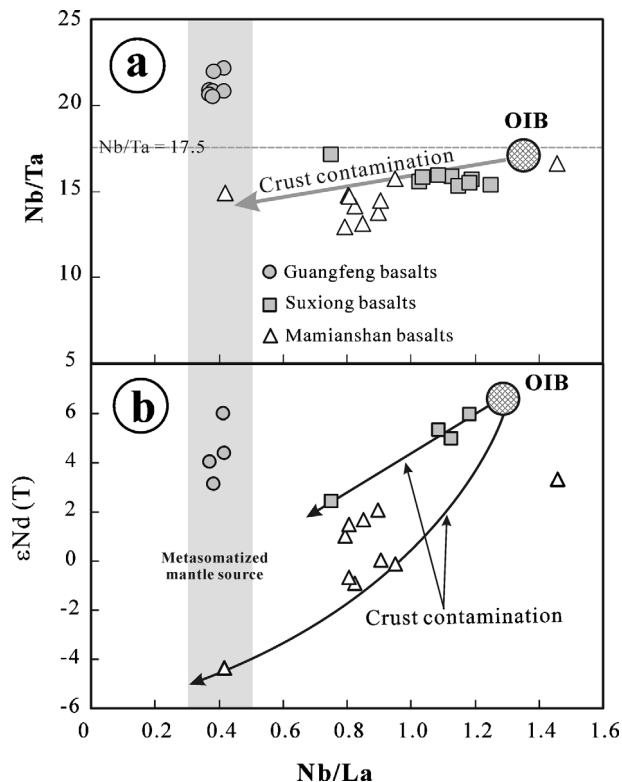 a
25
20
15
10
5
Nb/Ta
OIB
Nb/Ta = 17.5
Crust contamination
Guangfeng basalts
Suxiong basalts
Mamianshan basalts
b
OIB
6
4
2
0
-2
-4
-6
εNd (T)
Metasomatized
mantle source
Crust contamination
0 0.2 0.4 0.6 0.8 1.0 1.2 1.4 1.6
Nb/La